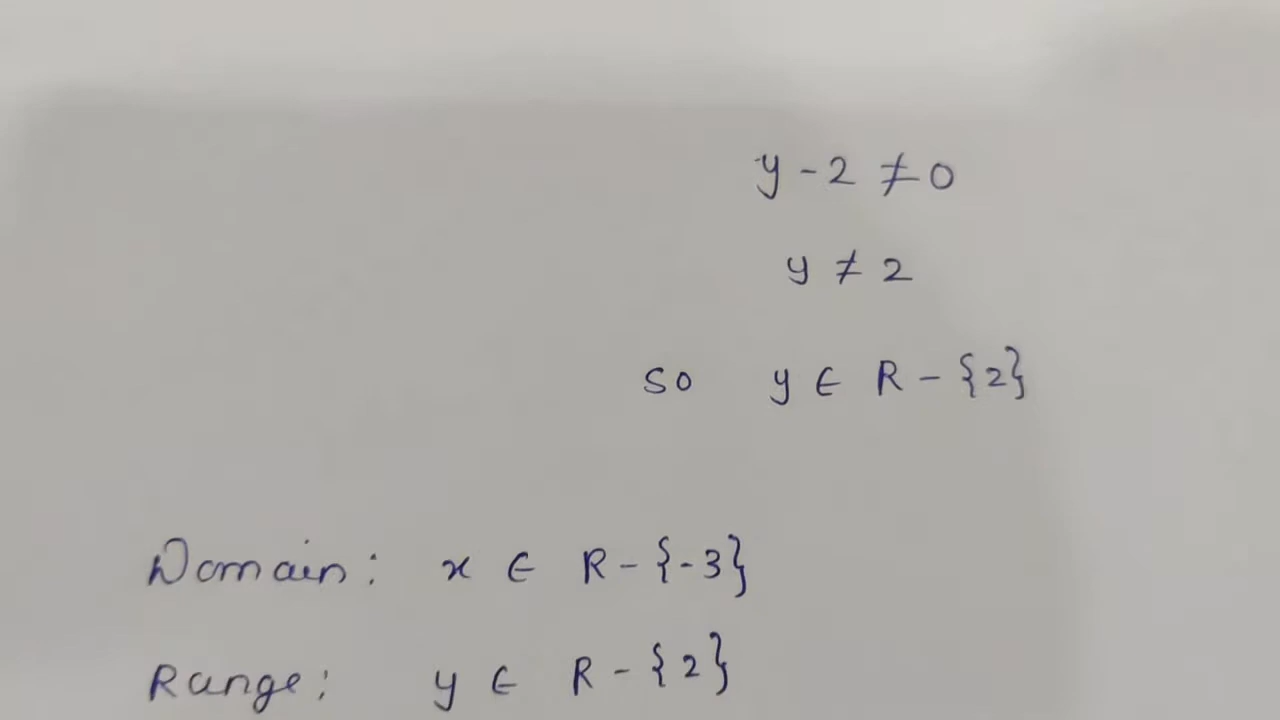 y - 2 ≠ 0
y ≠ 2
so y ∈ R - {2}
Domain: x ∈ R - {-3}
Range: y ∈ R - {2}